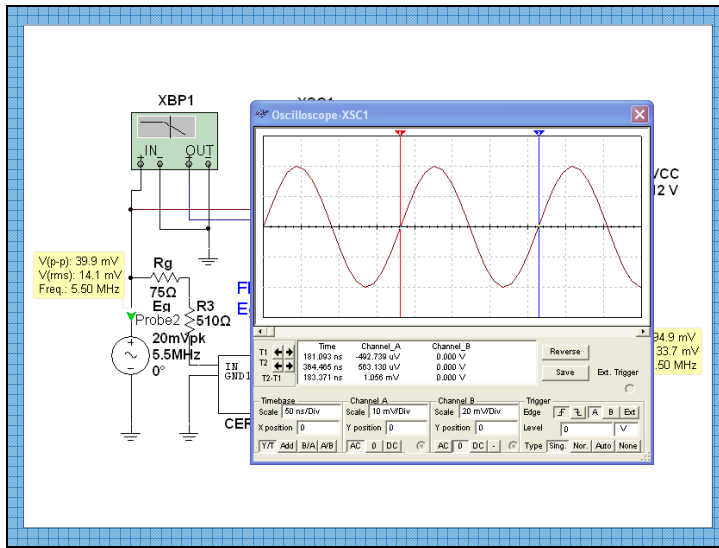 XBP1
IN
OUT
Oscilloscope-XSC1
VCC
12 V
V(p-p): 39.9 mV
V(rms): 14.1 mV
Freq.: 5.50 MHz
Rg
75Ω
Eg
R3
510Ω
Probe2
20mVpk
5.5MHz
0°
IN
GND1
CER
94.9 mV
33.7 mV
.50 MHz
Time Channel_A Channel_B
T1 181.093 ns -492.739 uV 0.000 V
T2 364.465 ns 563.130 uV 0.000 V
T2-T1 183.371 ns 1.056 mV 0.000 V
Reverse
Save
Ext. Trigger
Timebase
Scale 50 ns/Div
X position 0
Y/T Add B/A A/B
Channel A
Scale 10 mV/Div
Y position 0
AC 0 DC
Channel B
Scale 20 mV/Div
Y position 0
AC 0 DC -
Trigger
Edge A B Ext
Level 0 V
Type Sing. Nor. Auto None